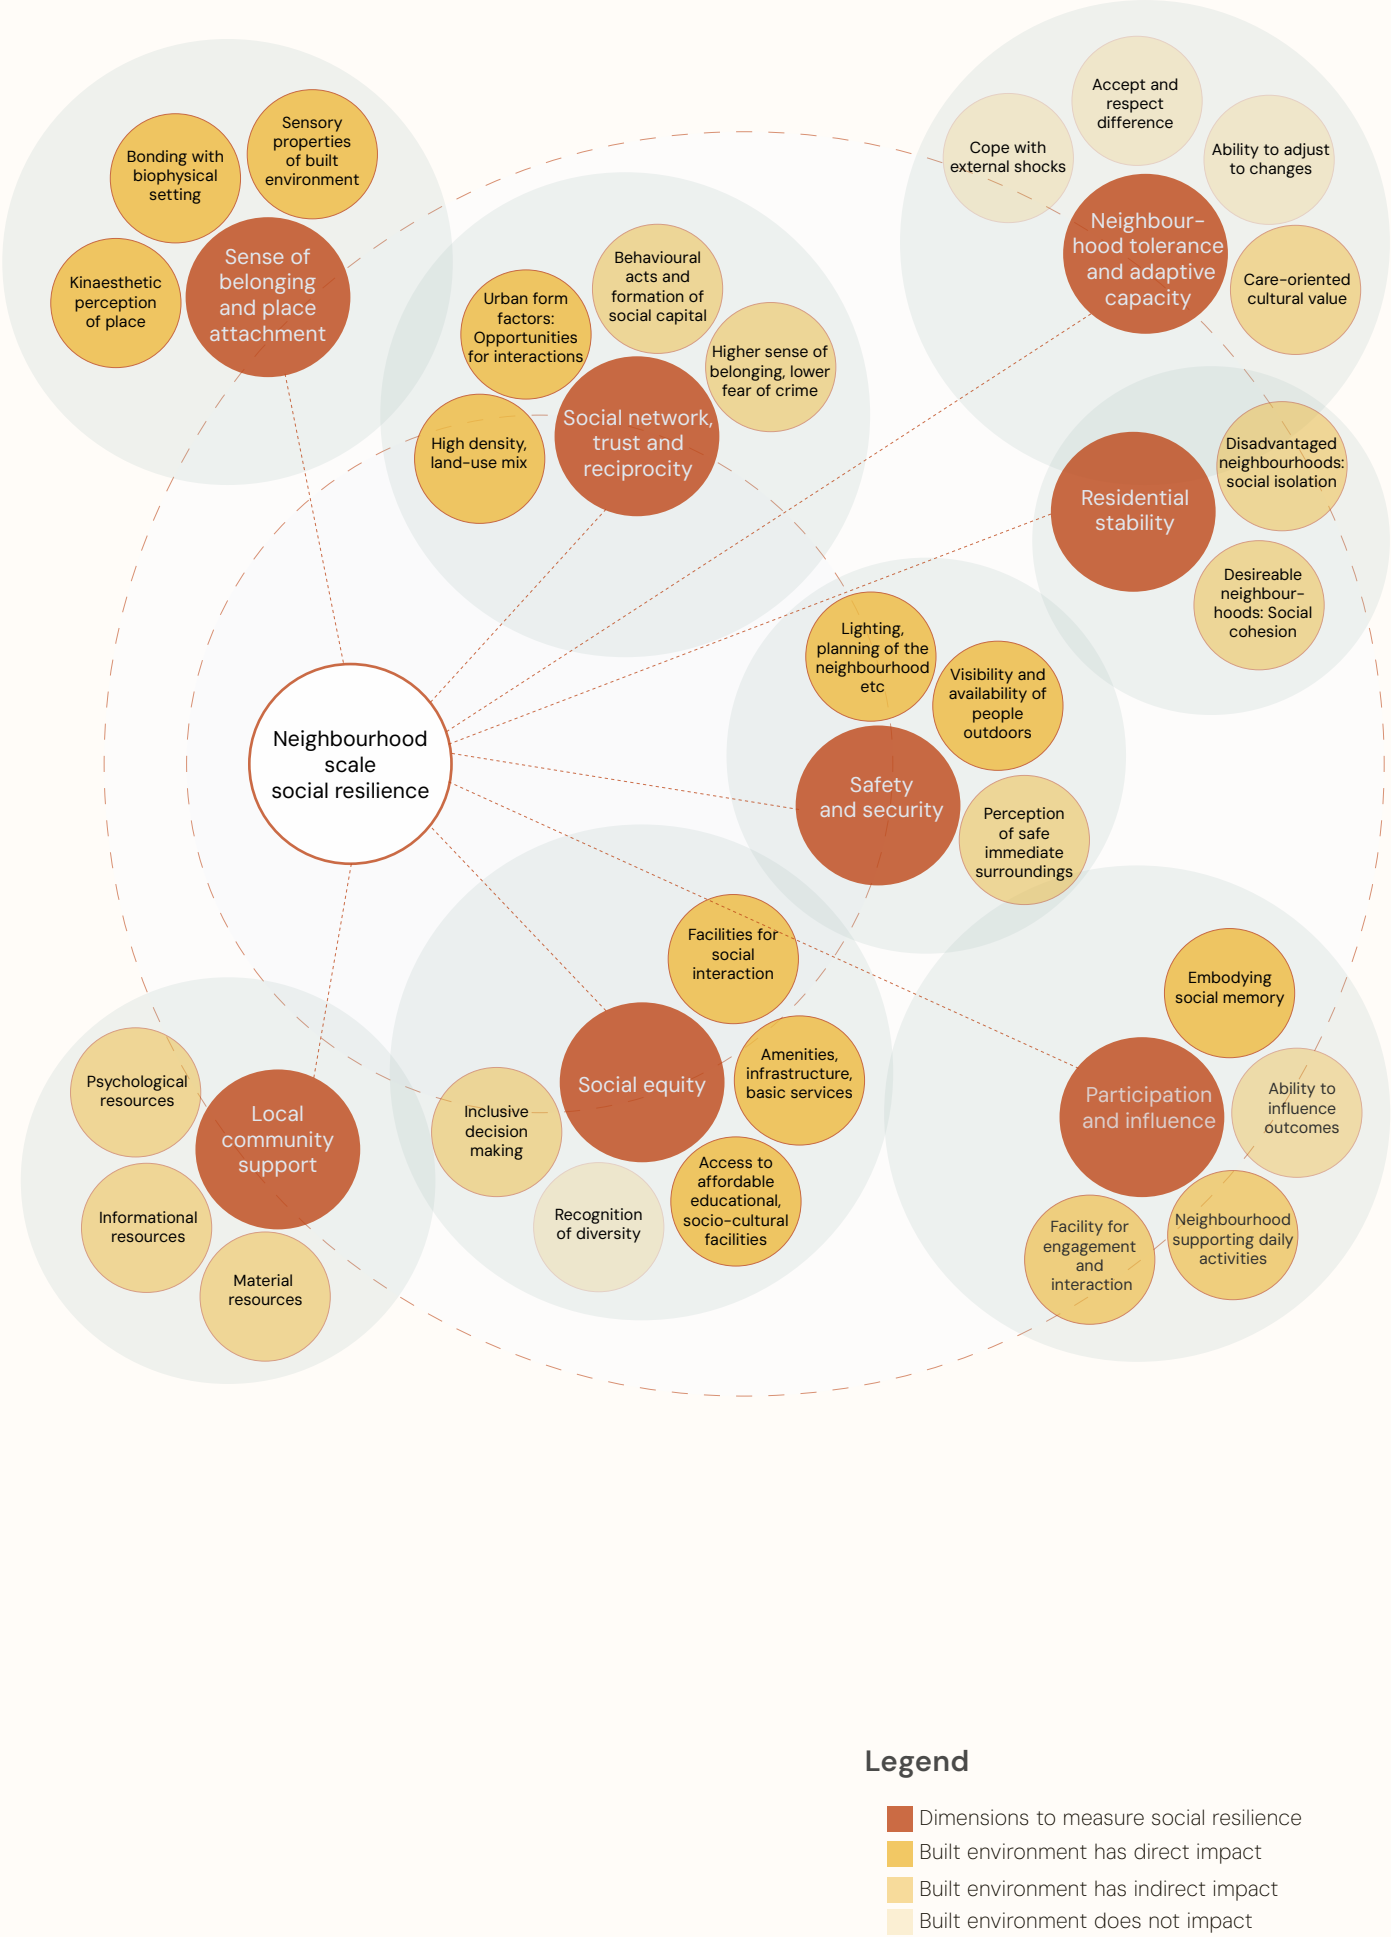 Sensory
properties
of built
environment
Bonding with
biophysical
setting
Kinaesthetic
perception
of place
Sense of
belonging
and place
attachment
Behavioural
acts and
formation of
social capital
Urban form
factors:
Opportunities
for interactions
Higher sense of
belonging, lower
fear of crime
High density,
land-use mix
Social network,
trust and
reciprocity
Accept and
respect
difference
Cope with
external shocks
Ability to adjust
to changes
Neighbour-
hood tolerance
and adaptive
capacity
Care-oriented
cultural value
Disadvantaged
neighbourhoods:
social isolation
Residential
stability
Desireable
neighbour-
hoods: Social
cohesion
Lighting,
planning of the
neighbourhood
etc
Visibility and
availability of
people
outdoors
Safety
and security
Perception
of safe
immediate
surroundings
Neighbourhood
scale
social resilience
Facilities for
social
interaction
Amenities,
infrastructure,
basic services
Social equity
Inclusive
decision
making
Access to
affordable
educational,
socio-cultural
facilities
Recognition
of diversity
Embodying
social memory
Participation
and influence
Ability to
influence
outcomes
Neighbourhood
supporting daily
activities
Facility for
engagement
and
interaction
Psychological
resources
Local
community
support
Informational
resources
Material
resources
Legend
Dimensions to measure social resilience
Built environment has direct impact
Built environment has indirect impact
Built environment does not impact